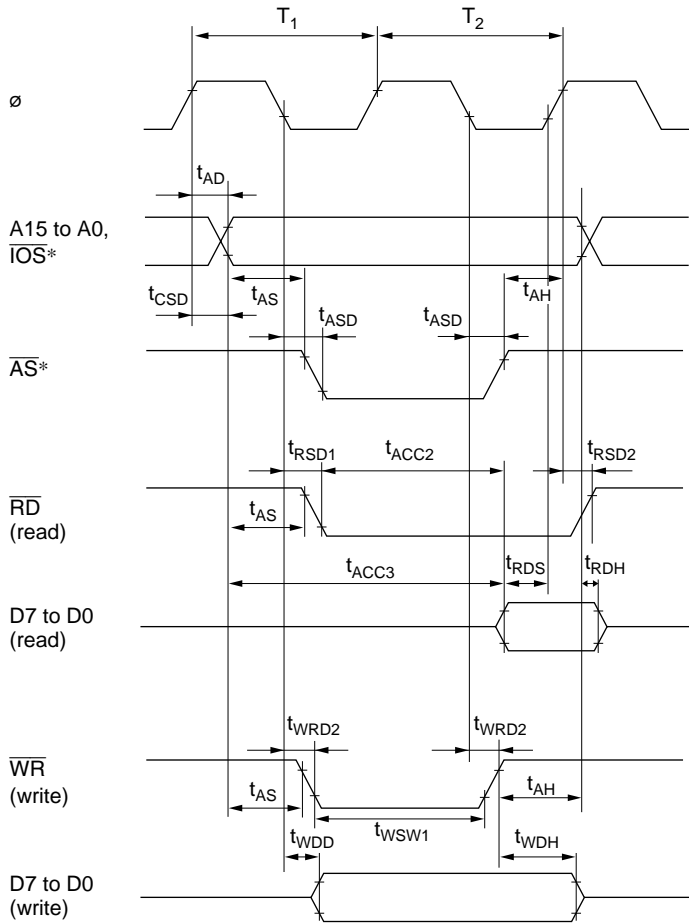 T1 T2
ø
tAD
A15 to A0,
IOS*
tCSD tAS tAH
tASD tASD
AS*
tRSD1 tACC2 tRSD2
RD
(read)
tAS
tACC3 tRDS tRDH
D7 to D0
(read)
tWRD2 tWRD2
WR
(write)
tAS tAH
tWSW1
tWDD tWDH
D7 to D0
(write)